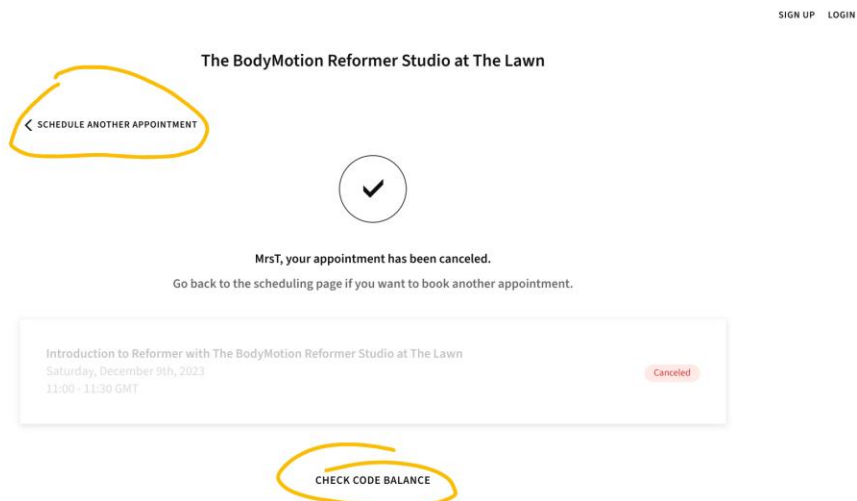 SIGN UP LOGIN
The BodyMotion Reformer Studio at The Lawn
SCHEDULE ANOTHER APPOINTMENT
MrsT, your appointment has been canceled.
Go back to the scheduling page if you want to book another appointment.
Introduction to Reformer with The BodyMotion Reformer Studio at The Lawn
Saturday, December 9th, 2023
11:00 - 11:30 GMT
Canceled
CHECK CODE BALANCE